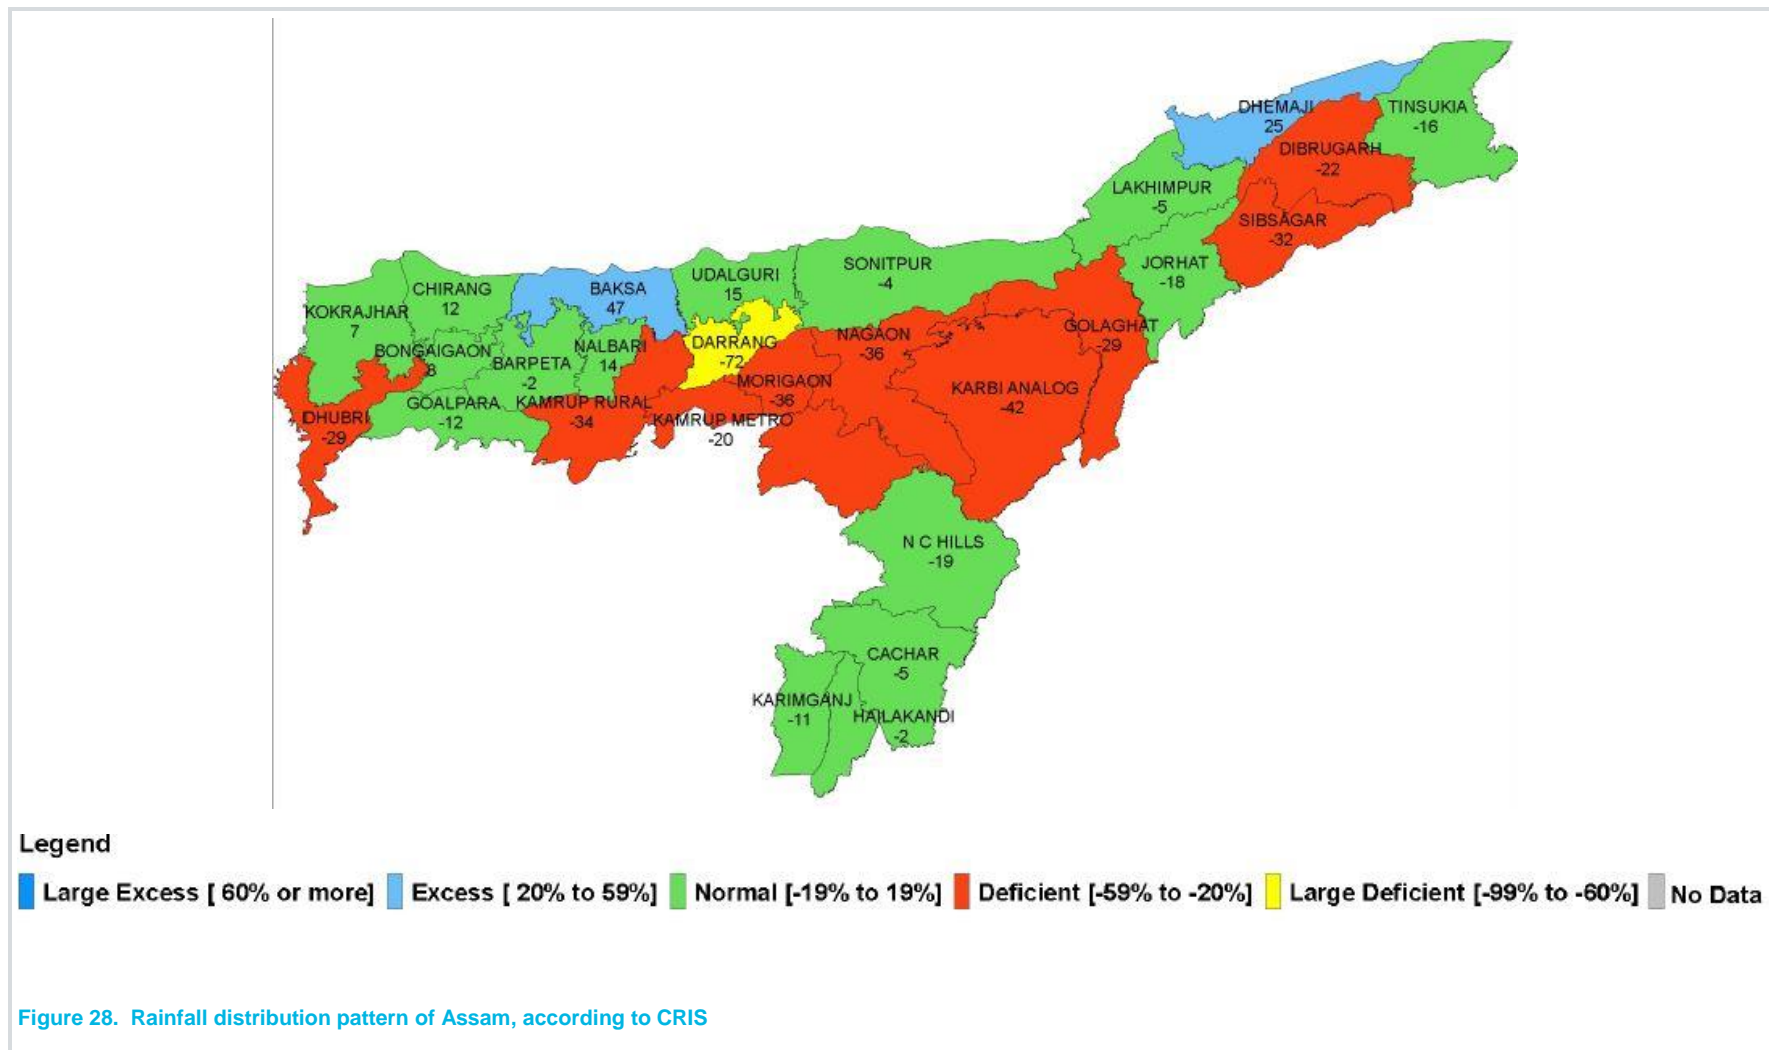 DHEMAJI
25
TINSUKIA
-16
DIBRUGARH
-22
LAKHIMPUR
-5
SIBSAGAR
-32
JORHAT
-18
SONITPUR
-4
UDALGURI
15
BAKSA
47
CHIRANG
12
KOKRAJHAR
7
BONGAIGAON
8
BARPETA
-2
NALBARI
14
DARRANG
-72
NAGAON
-36
GOLAGHAT
-29
MORIGAON
-36
KARBI ANALOG
-42
DHUBRI
-29
GOALPARA
-12
KAMRUP RURAL
-34
KAMRUP METRO
-20
N C HILLS
-19
CACHAR
-5
KARIMGANJ
-11
HAILAKANDI
-2
Legend
Large Excess [ 60% or more] Excess [ 20% to 59%] Normal [-19% to 19%] Deficient [-59% to -20%] Large Deficient [-99% to -60%] No Data
Figure 28. Rainfall distribution pattern of Assam, according to CRIS